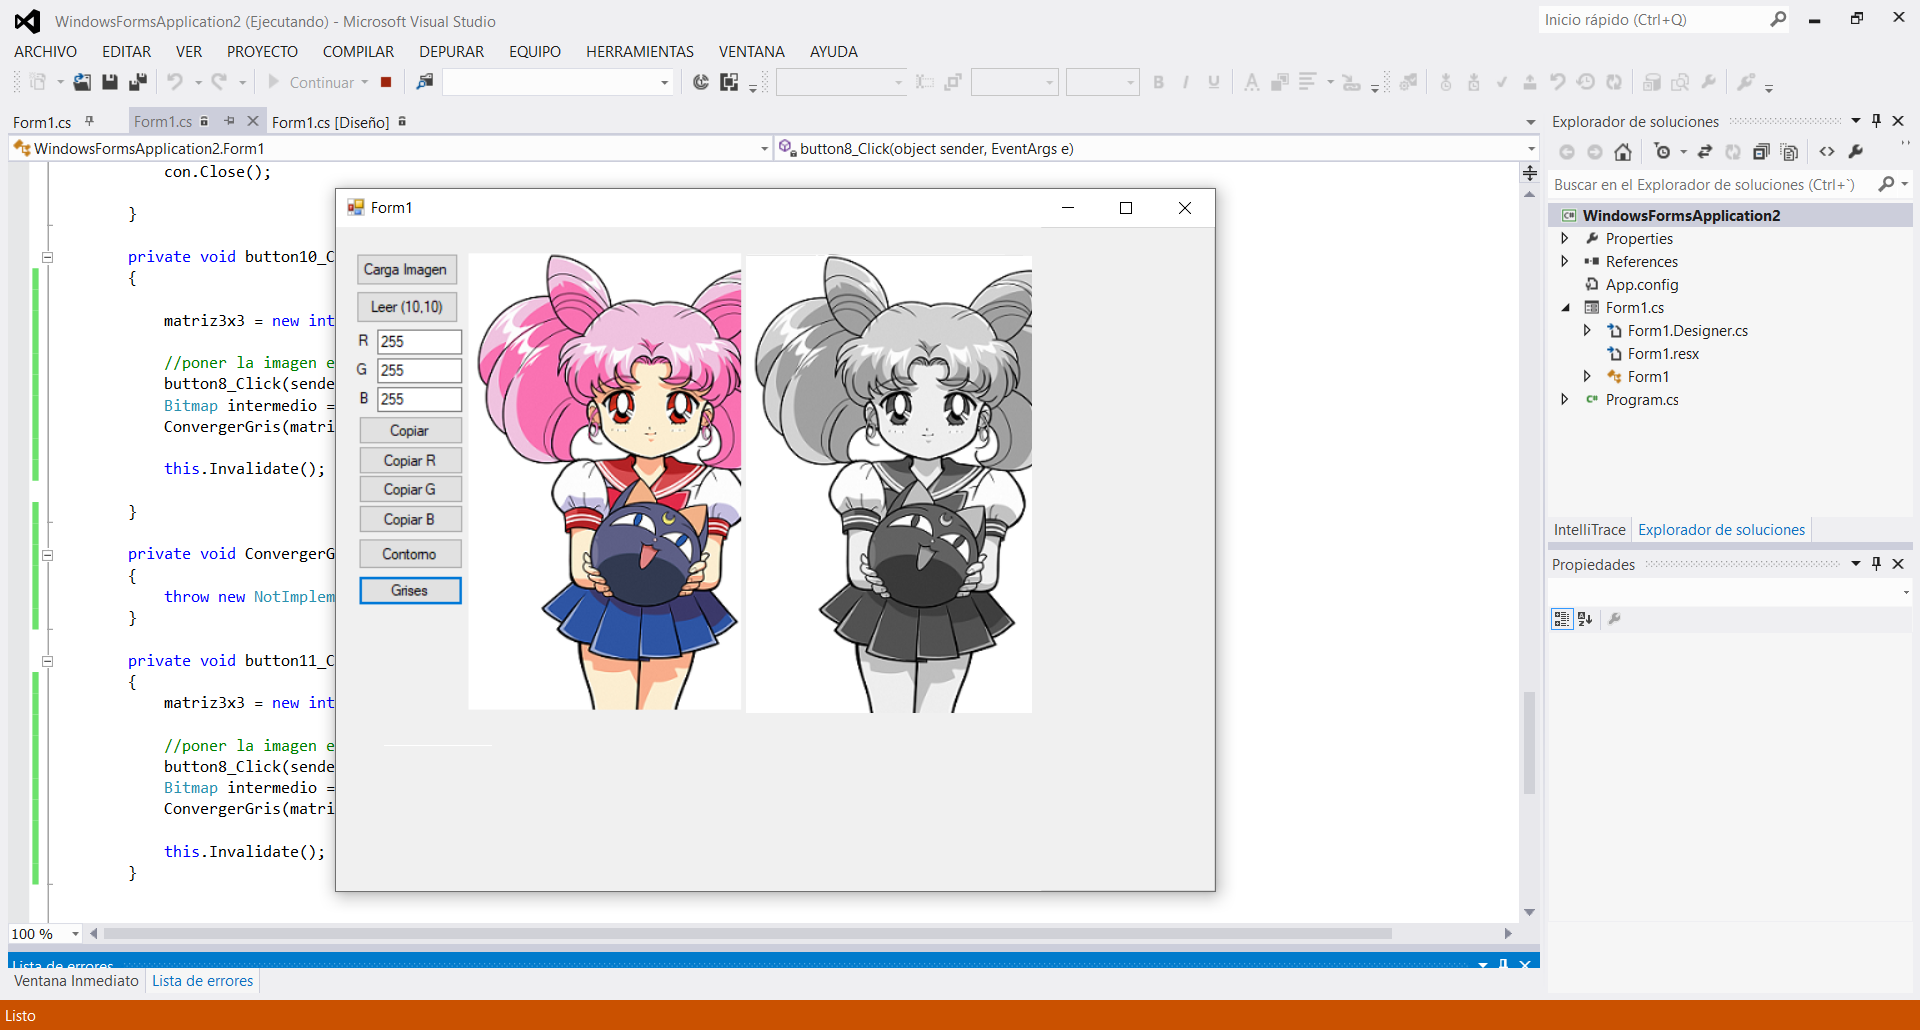 WindowsFormsApplication2 (Ejecutando) - Microsoft Visual Studio
Inicio rápido (Ctrl+Q)
ARCHIVO EDITAR VER PROYECTO COMPILAR DEPURAR EQUIPO HERRAMIENTAS VENTANA AYUDA
Continuar
Form1.cs Form1.cs Form1.cs [Diseño]
WindowsFormsApplication2.Form1 button8_Click(object sender, EventArgs e)
con.Close();
}
private void button10_C
{
matriz3x3 = new int
//poner la imagen e
button8_Click(sende
Bitmap intermedio =
ConvergerGris(matri
this.Invalidate();
}
private void ConvergerG
{
throw new NotImplem
}
private void button11_C
{
matriz3x3 = new int
//poner la imagen e
button8_Click(sende
Bitmap intermedio =
ConvergerGris(matri
this.Invalidate();
}
Form1
Carga Imagen
Leer (10,10)
R 255
G 255
B 255
Copiar
Copiar R
Copiar G
Copiar B
Contorno
Grises
Explorador de soluciones
Buscar en el Explorador de soluciones (Ctrl+`)
WindowsFormsApplication2
Properties
References
App.config
Form1.cs
Form1.Designer.cs
Form1.resx
Form1
Program.cs
IntelliTrace Explorador de soluciones
Propiedades
100 %
Lista de errores
Ventana Inmediato Lista de errores
Listo